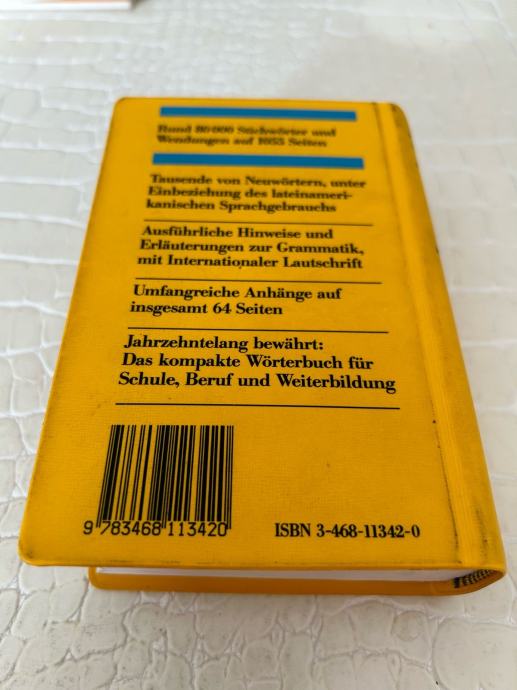 Rund 80 000 Stichwörter und
Wendungen auf 1055 Seiten
Tausende von Neuwörtern, unter
Einbeziehung des lateinameri-
kanischen Sprachgebrauchs
Ausführliche Hinweise und
Erläuterungen zur Grammatik,
mit Internationaler Lautschrift
Umfangreiche Anhänge auf
insgesamt 64 Seiten
Jahrzehntelang bewährt:
Das kompakte Wörterbuch für
Schule, Beruf und Weiterbildung
9 783468 113420
ISBN 3-468-11342-0